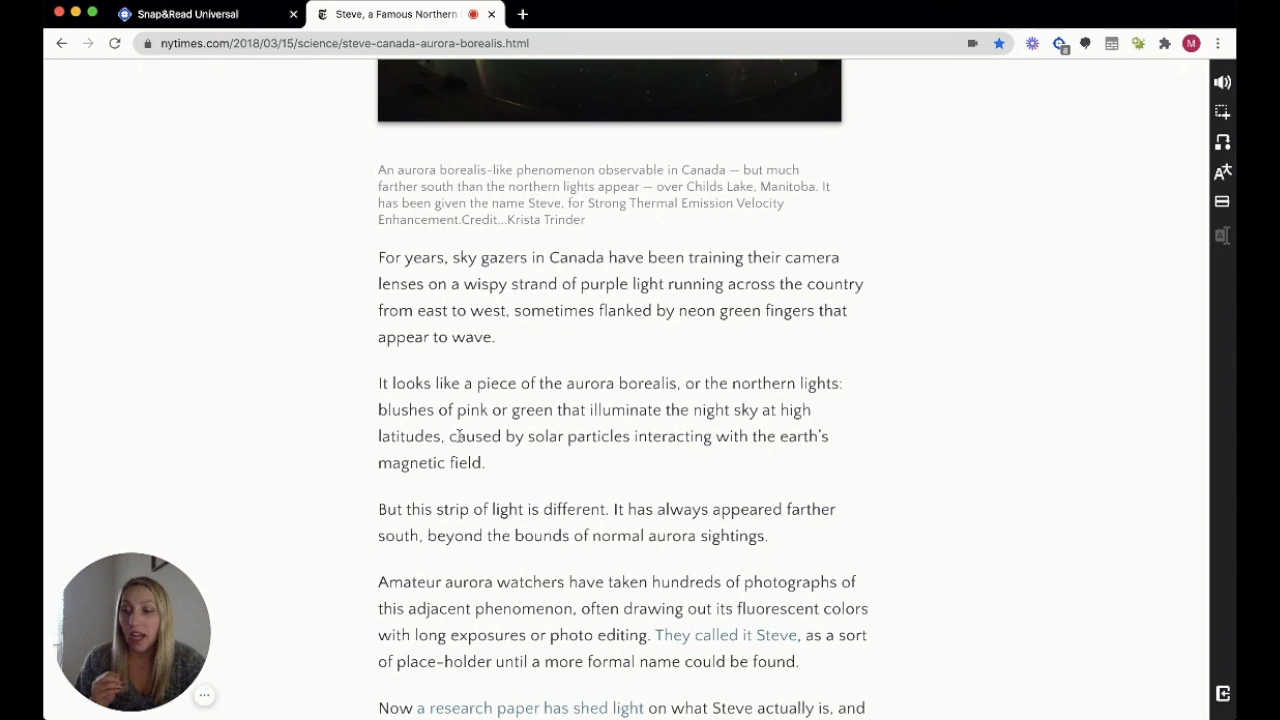 Snap&Read Universal
Steve, a Famous Northern
nytimes.com/2018/03/15/science/steve-canada-aurora-borealis.html
8
M
An aurora borealis-like phenomenon observable in Canada — but much
farther south than the northern lights appear — over Childs Lake, Manitoba. It
has been given the name Steve, for Strong Thermal Emission Velocity
Enhancement.Credit...Krista Trinder
For years, sky gazers in Canada have been training their camera
lenses on a wispy strand of purple light running across the country
from east to west, sometimes flanked by neon green fingers that
appear to wave.
It looks like a piece of the aurora borealis, or the northern lights:
blushes of pink or green that illuminate the night sky at high
latitudes, caused by solar particles interacting with the earth's
magnetic field.
But this strip of light is different. It has always appeared farther
south, beyond the bounds of normal aurora sightings.
Amateur aurora watchers have taken hundreds of photographs of
this adjacent phenomenon, often drawing out its fluorescent colors
with long exposures or photo editing. They called it Steve, as a sort
of place-holder until a more formal name could be found.
Now a research paper has shed light on what Steve actually is, and